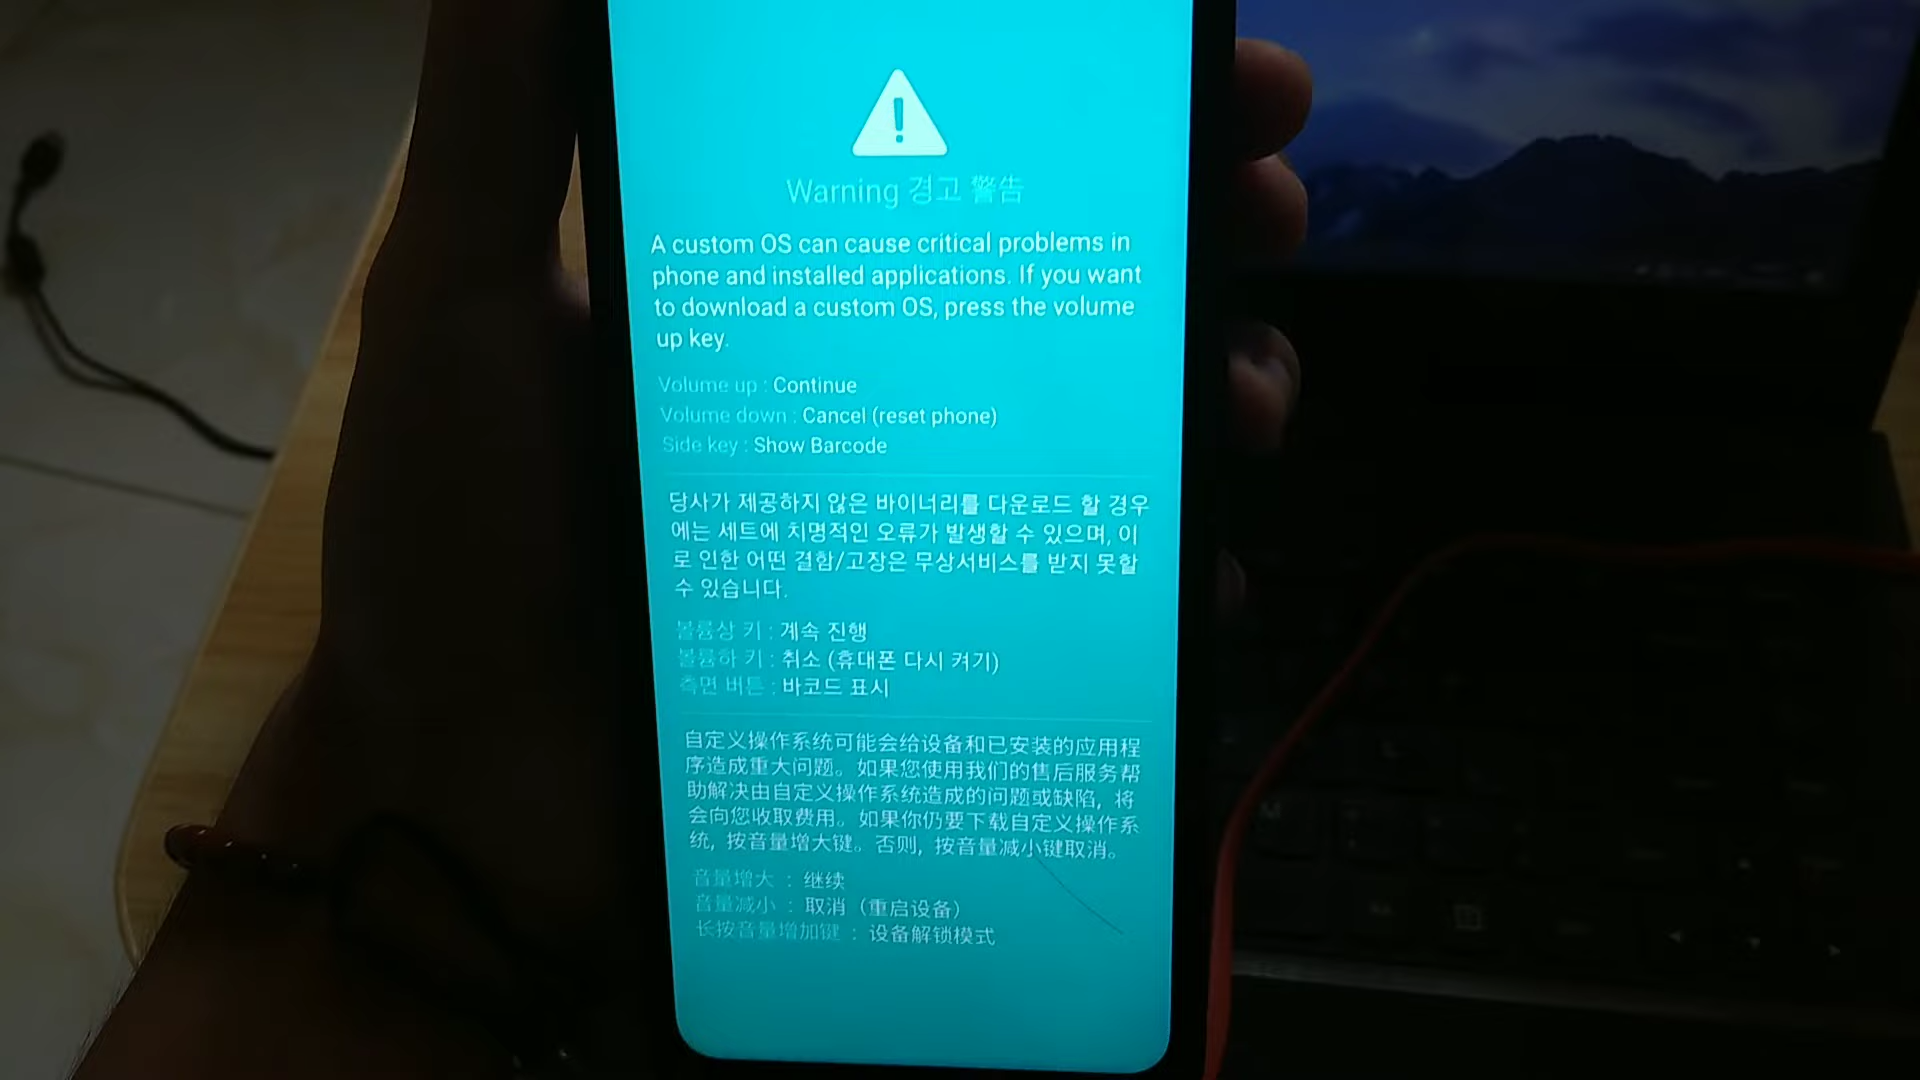 Warning 경고 警告
A custom OS can cause critical problems in
phone and installed applications. If you want
to download a custom OS, press the volume
up key.
Volume up : Continue
Volume down : Cancel (reset phone)
Side key : Show Barcode
당사가 제공하지 않은 바이너리를 다운로드 할 경우
에는 세트에 치명적인 오류가 발생할 수 있으며, 이
로 인한 어떤 결함/고장은 무상서비스를 받지 못할
수 있습니다.
볼륨상 키 : 계속 진행
볼륨하 키 : 취소 (휴대폰 다시 켜기)
측면 버튼 : 바코드 표시
自定义操作系统可能会给设备和已安装的应用程
序造成重大问题。如果您使用我们的售后服务帮
助解决由自定义操作系统造成的问题或缺陷，将
会向您收取费用。如果你仍要下载自定义操作系
统，按音量增大键。否则，按音量减小键取消。
音量增大 ： 继续
音量减小 ： 取消（重启设备）
长按音量增加键 ： 设备解锁模式